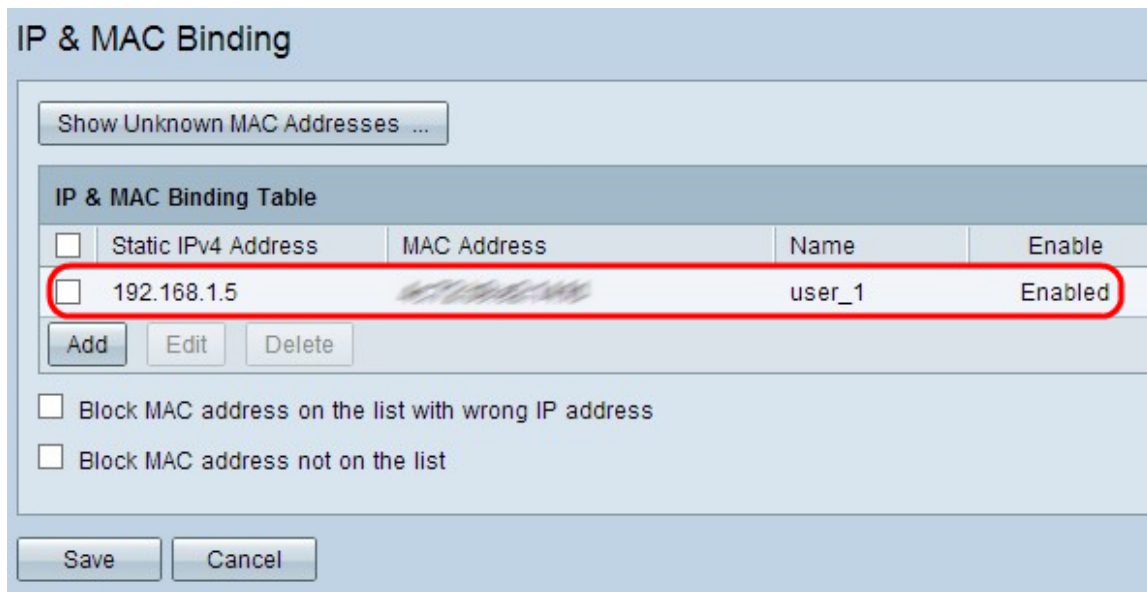 IP & MAC Binding
Show Unknown MAC Addresses ...
IP & MAC Binding Table
Static IPv4 Address MAC Address Name Enable
192.168.1.5 user_1 Enabled
Add Edit Delete
Block MAC address on the list with wrong IP address
Block MAC address not on the list
Save Cancel